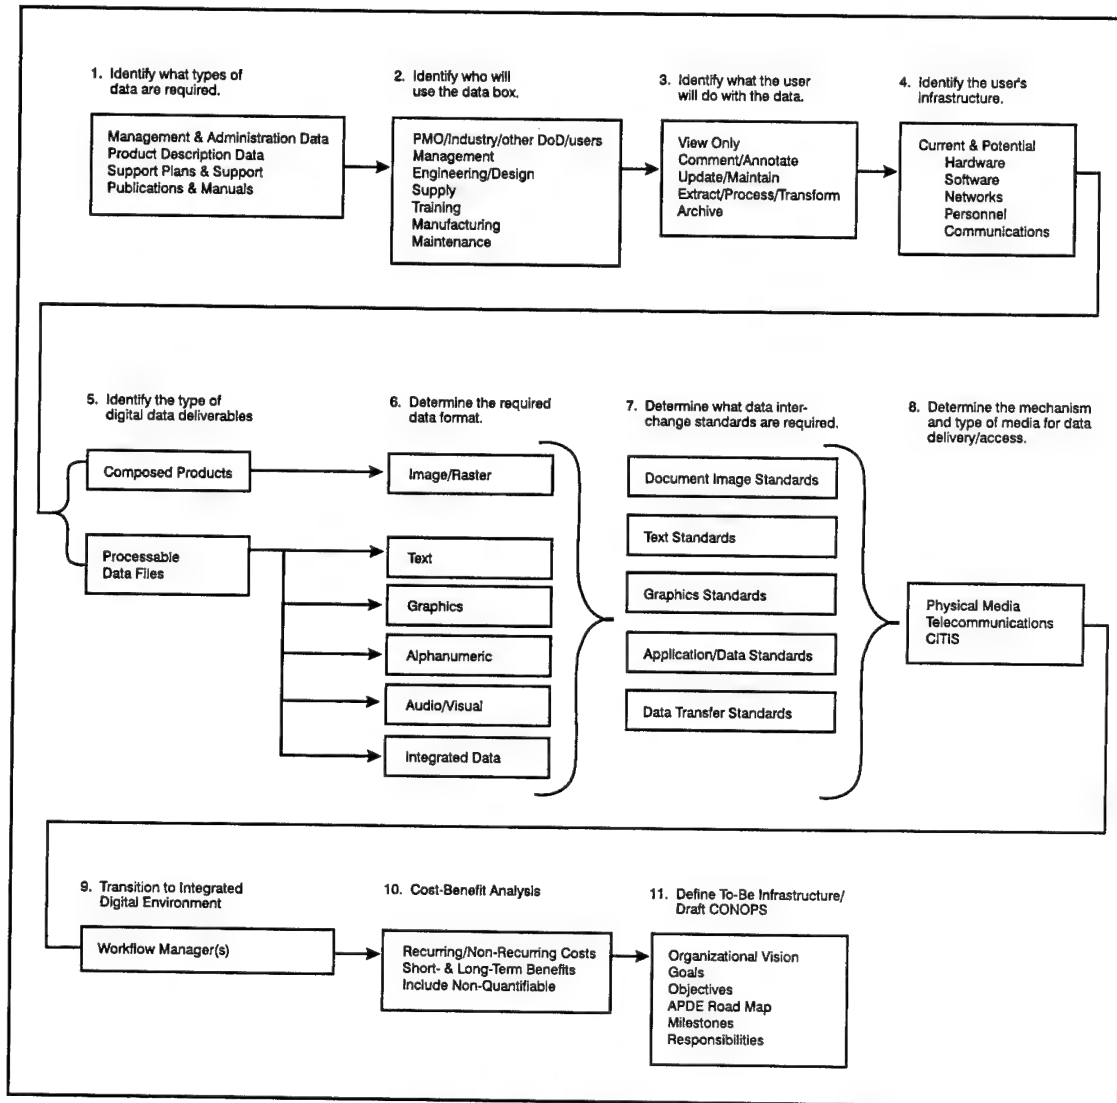 1. Identify what types of
data are required.
Management & Administration Data
Product Description Data
Support Plans & Support
Publications & Manuals
2. Identify who will
use the data box.
PMO/Industry/other DoD/users
Management
Engineering/Design
Supply
Training
Manufacturing
Maintenance
3. Identify what the user
will do with the data.
View Only
Comment/Annotate
Update/Maintain
Extract/Process/Transform
Archive
4. Identify the user's
infrastructure.
Current & Potential
Hardware
Software
Networks
Personnel
Communications
5. Identify the type of
digital data deliverables
Composed Products
Processable
Data Files
6. Determine the required
data format.
Image/Raster
Text
Graphics
Alphanumeric
Audio/Visual
Integrated Data
7. Determine what data inter-
change standards are required.
Document Image Standards
Text Standards
Graphics Standards
Application/Data Standards
Data Transfer Standards
8. Determine the mechanism
and type of media for data
delivery/access.
Physical Media
Telecommunications
CITIS
9. Transition to Integrated
Digital Environment
Workflow Manager(s)
10. Cost-Benefit Analysis
Recurring/Non-Recurring Costs
Short- & Long-Term Benefits
Include Non-Quantifiable
11. Define To-Be Infrastructure/
Draft CONOPS
Organizational Vision
Goals
Objectives
APDE Road Map
Milestones
Responsibilities